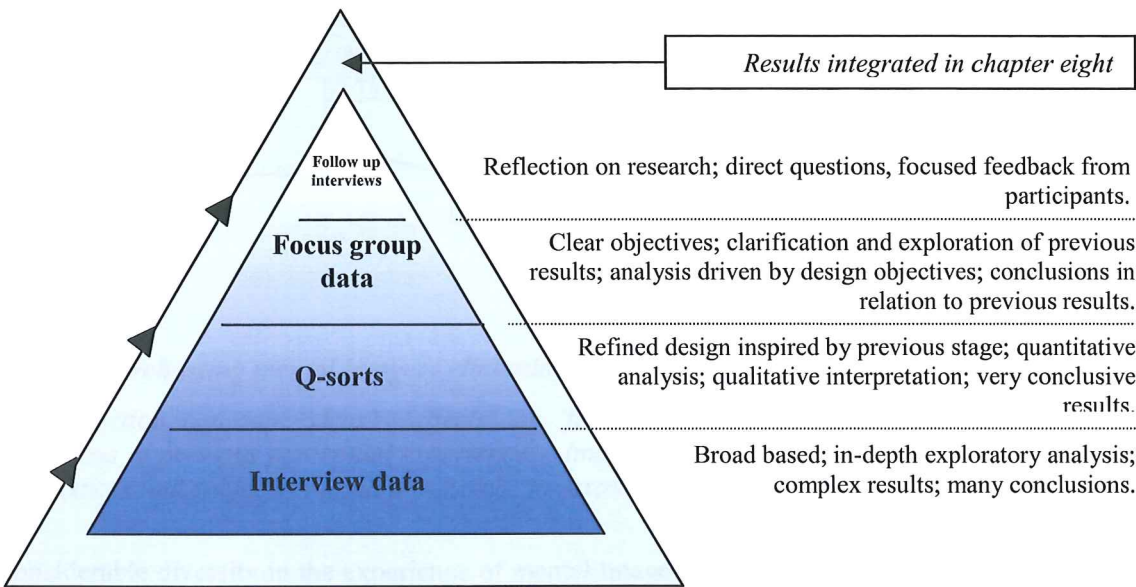 Results integrated in chapter eight
Follow up
interviews
Reflection on research; direct questions, focused feedback from
participants.
Focus group
data
Clear objectives; clarification and exploration of previous
results; analysis driven by design objectives; conclusions in
relation to previous results.
Q-sorts
Refined design inspired by previous stage; quantitative
analysis; qualitative interpretation; very conclusive
results.
Interview data
Broad based; in-depth exploratory analysis;
complex results; many conclusions.